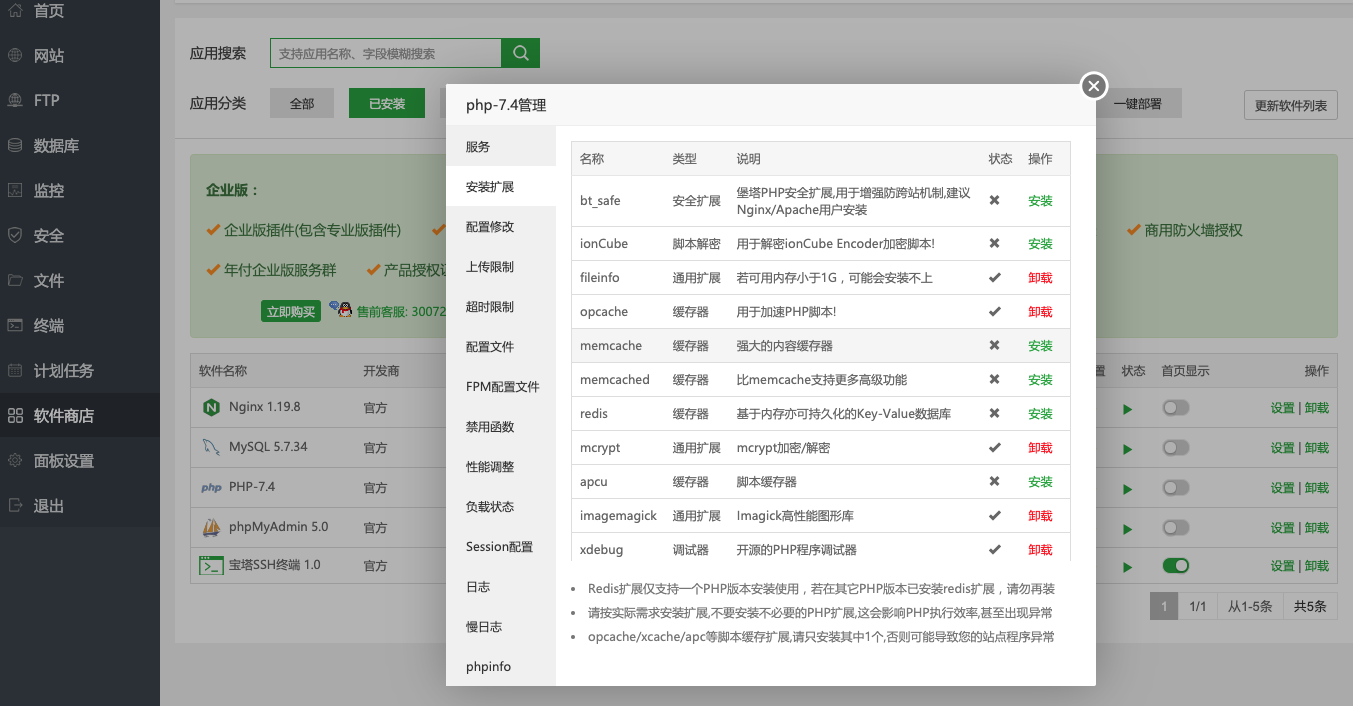 首页
网站
FTP
数据库
监控
安全
文件
终端
计划任务
软件商店
面板设置
退出
应用搜索
支持应用名称、字段模糊搜索
应用分类
全部
已安装
一键部署
更新软件列表
企业版：
企业版插件(包含专业版插件)
商用防火墙授权
年付企业版服务群
产品授权
立即购买
售前客服: 30072
软件名称 开发商
置 状态 首页显示 操作
Nginx 1.19.8 官方
设置 | 卸载
MySQL 5.7.34 官方
设置 | 卸载
PHP-7.4 官方
设置 | 卸载
phpMyAdmin 5.0 官方
设置 | 卸载
宝塔SSH终端 1.0 官方
设置 | 卸载
1 1/1 从1-5条 共5条
php-7.4管理
服务
安装扩展
配置修改
上传限制
超时限制
配置文件
FPM配置文件
禁用函数
性能调整
负载状态
Session配置
日志
慢日志
phpinfo
名称 类型 说明 状态 操作
bt_safe 安全扩展 堡塔PHP安全扩展,用于增强防跨站机制,建议
Nginx/Apache用户安装 安装
ionCube 脚本解密 用于解密ionCube Encoder加密脚本! 安装
fileinfo 通用扩展 若可用内存小于1G，可能会安装不上 卸载
opcache 缓存器 用于加速PHP脚本! 卸载
memcache 缓存器 强大的内容缓存器 安装
memcached 缓存器 比memcache支持更多高级功能 安装
redis 缓存器 基于内存亦可持久化的Key-Value数据库 安装
mcrypt 通用扩展 mcrypt加密/解密 卸载
apcu 缓存器 脚本缓存器 安装
imagemagick 通用扩展 Imagick高性能图形库 卸载
xdebug 调试器 开源的PHP程序调试器 卸载
Redis扩展仅支持一个PHP版本安装使用，若在其它PHP版本已安装redis扩展，请勿再装
请按实际需求安装扩展,不要安装不必要的PHP扩展,这会影响PHP执行效率,甚至出现异常
opcache/xcache/apc等脚本缓存扩展,请只安装其中1个,否则可能导致您的站点程序异常